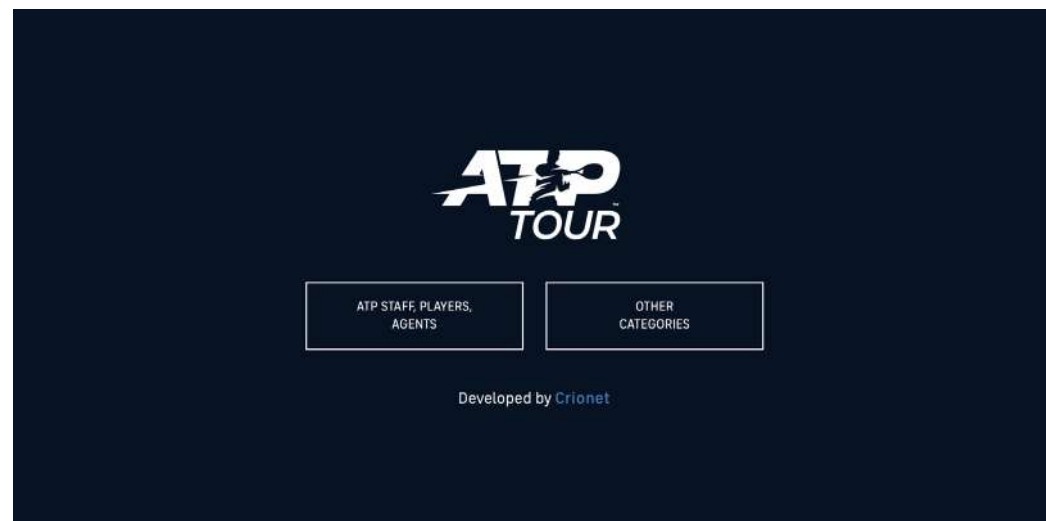 ATP
TOUR
ATP STAFF, PLAYERS,
AGENTS
OTHER
CATEGORIES
Developed by Crionet